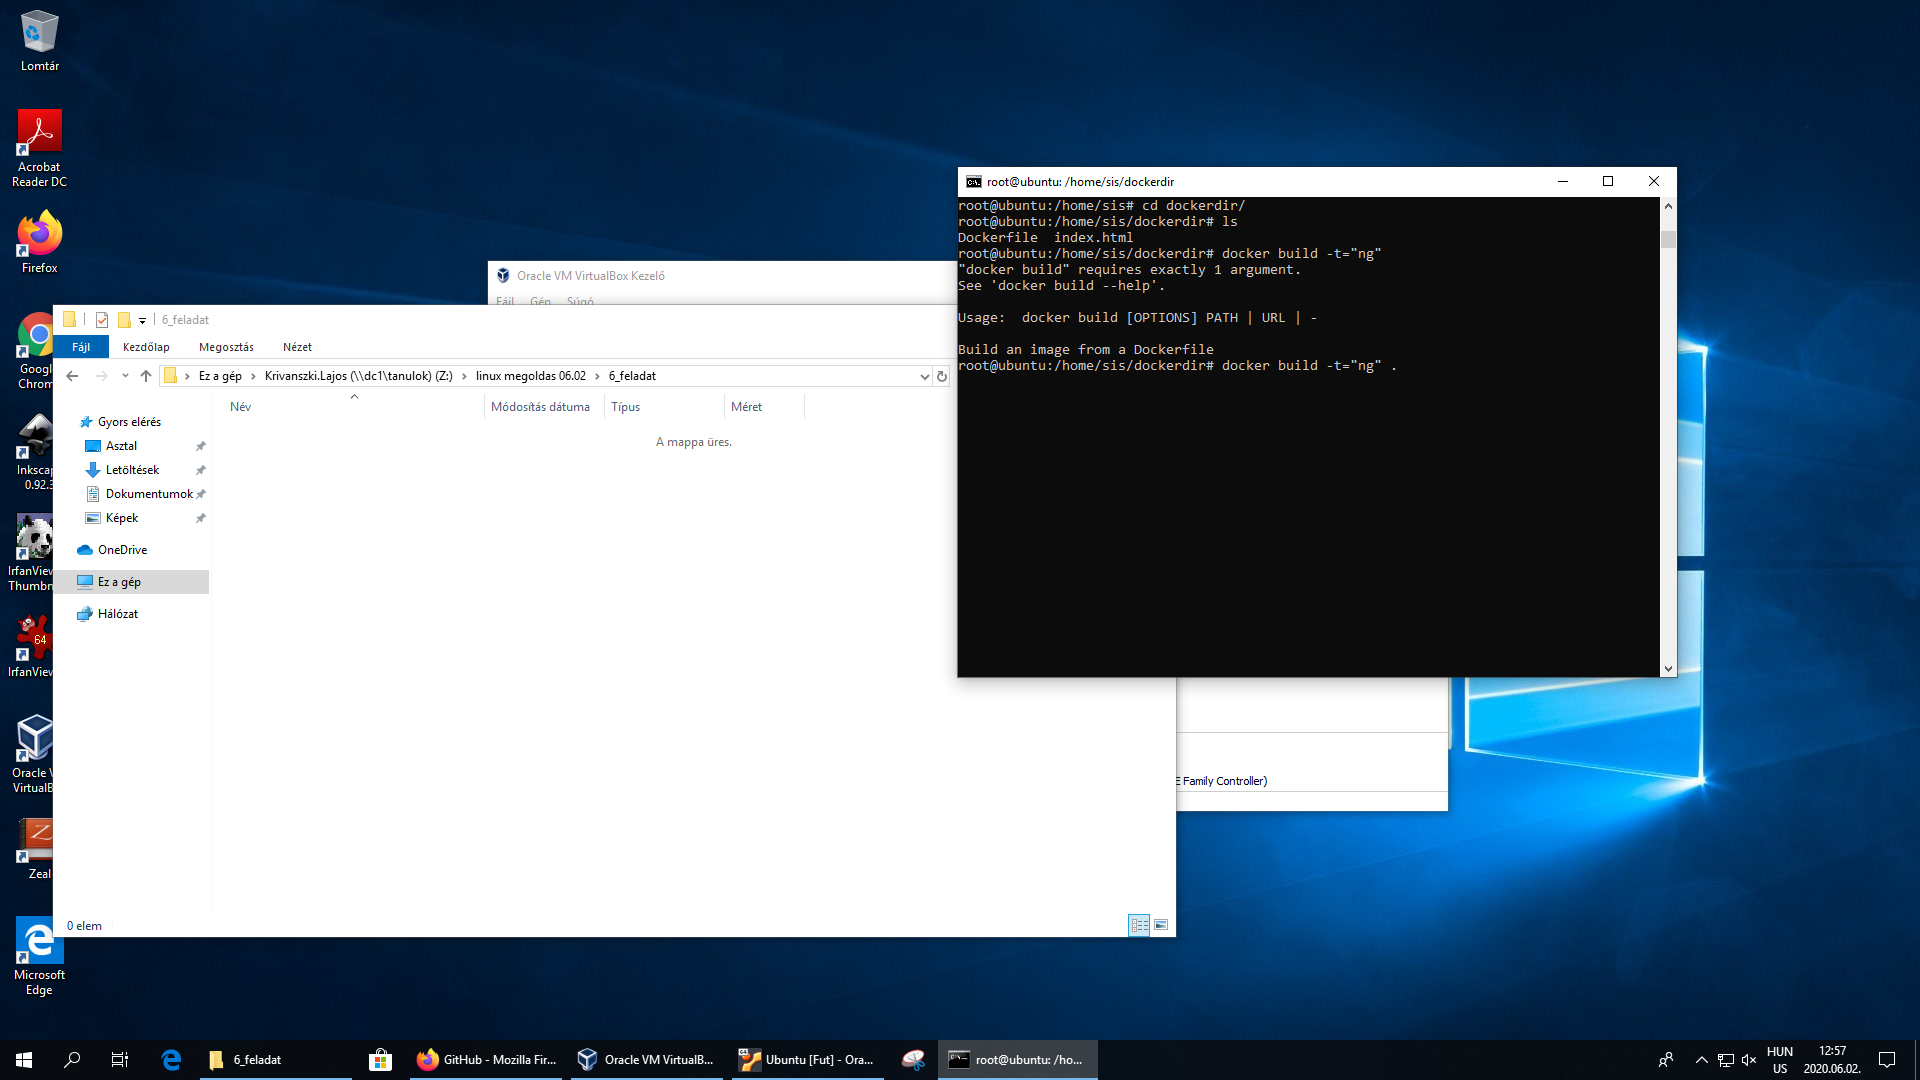 Lomtár
Acrobat
Reader DC
Firefox
Google
Chrom
Inkscap
0.92.3
IrfanView
Thumbn
64
IrfanView
Oracle V
VirtualB
Zeal
Microsoft
Edge
Oracle VM VirtualBox Kezelő
Fájl Gép Súgó
6_feladat
Fájl Kezdőlap Megosztás Nézet
Ez a gép Krivanszki.Lajos (\\dc1\tanulok) (Z:) linux megoldas 06.02 6_feladat
Név Módosítás dátuma Típus Méret
A mappa üres.
Gyors elérés
Asztal
Letöltések
Dokumentumok
Képek
OneDrive
Ez a gép
Hálózat
0 elem
E Family Controller)
root@ubuntu: /home/sis/dockerdir
root@ubuntu:/home/sis# cd dockerdir/
root@ubuntu:/home/sis/dockerdir# ls
Dockerfile  index.html
root@ubuntu:/home/sis/dockerdir# docker build -t="ng"
"docker build" requires exactly 1 argument.
See 'docker build --help'.
Usage:  docker build [OPTIONS] PATH | URL | -
Build an image from a Dockerfile
root@ubuntu:/home/sis/dockerdir# docker build -t="ng" .
6_feladat
GitHub - Mozilla Fir...
Oracle VM VirtualB...
Ubuntu [Fut] - Ora...
root@ubuntu: /ho...
HUN
US
12:57
2020.06.02.